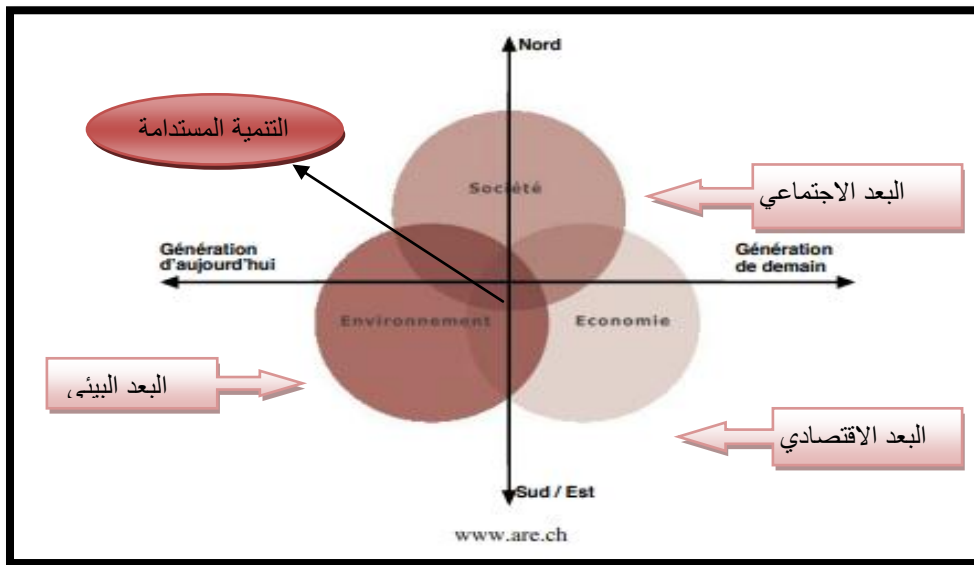 Nord
التنمية المستدامة
Société
البعد الاجتماعي
Génération
d'aujourd'hui
Génération
de demain
Environnement
Economie
البعد البيئي
البعد الاقتصادي
Sud / Est
www.are.ch